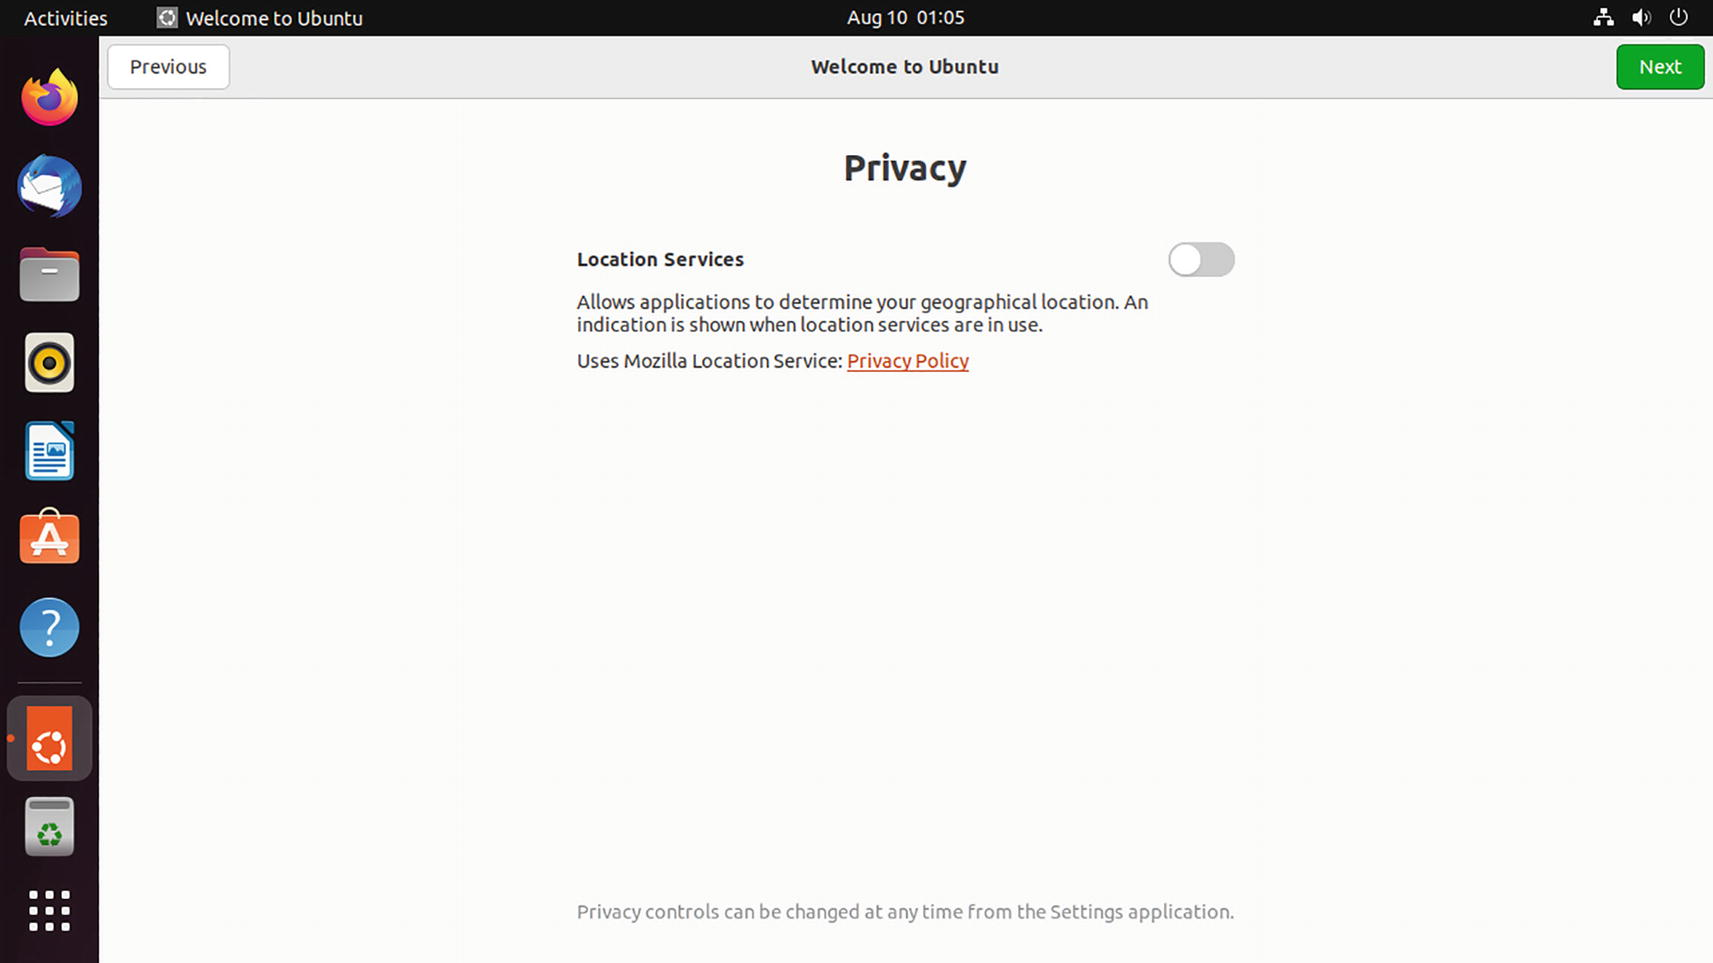 Activities
Welcome to Ubuntu
Aug 10 01:05
Previous
Welcome to Ubuntu
Next
Privacy
Location Services
Allows applications to determine your geographical location. An
indication is shown when location services are in use.
Uses Mozilla Location Service: Privacy Policy
Privacy controls can be changed at any time from the Settings application.